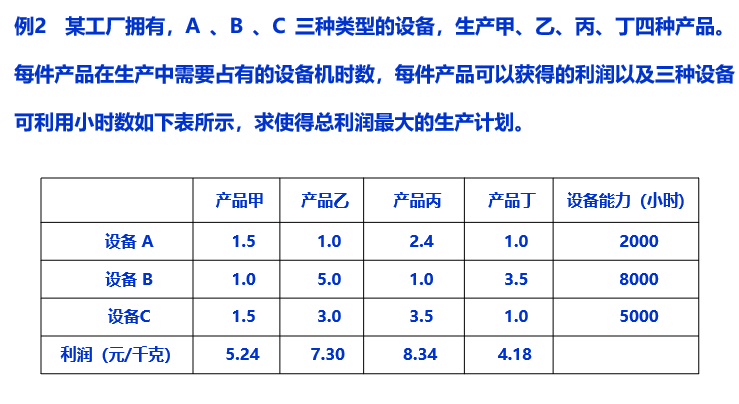 例2 某工厂拥有，A 、B 、C 三种类型的设备，生产甲、乙、丙、丁四种产品。
每件产品在生产中需要占有的设备机时数，每件产品可以获得的利润以及三种设备
可利用小时数如下表所示，求使得总利润最大的生产计划。
产品甲 产品乙 产品丙 产品丁 设备能力（小时)
设备 A 1.5 1.0 2.4 1.0 2000
设备 B 1.0 5.0 1.0 3.5 8000
设备C 1.5 3.0 3.5 1.0 5000
利润（元/千克) 5.24 7.30 8.34 4.18